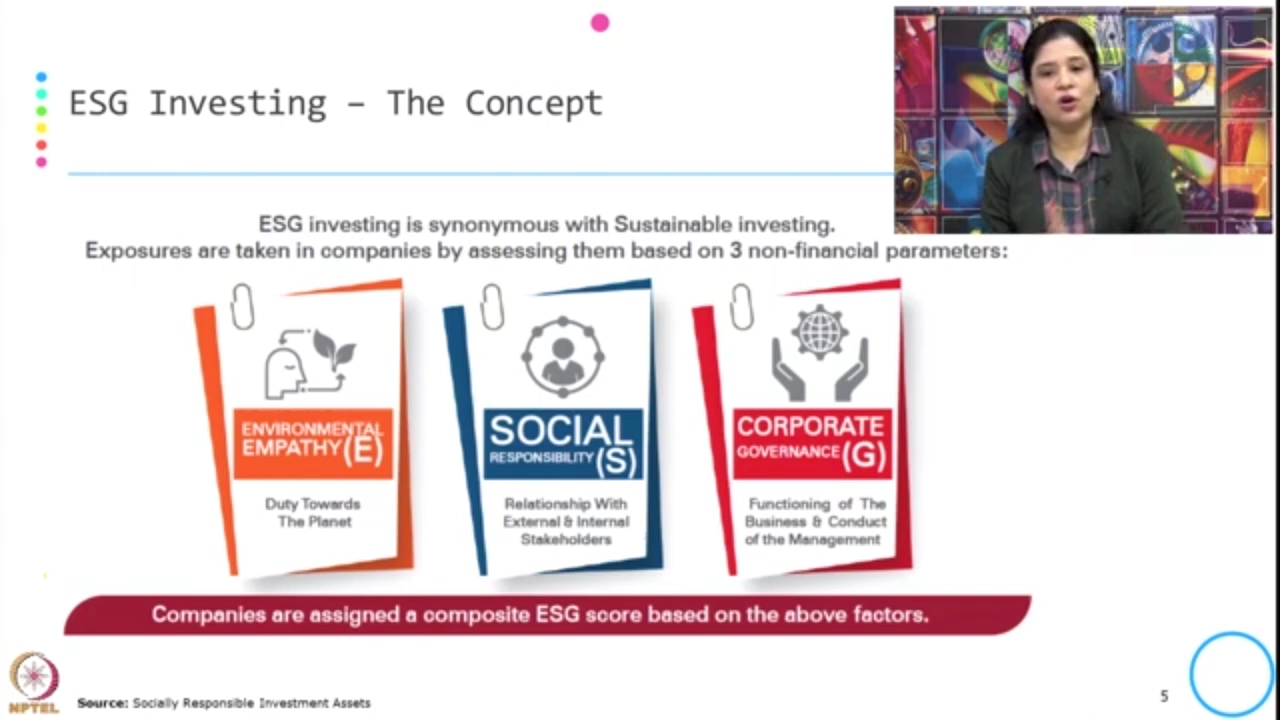 ESG Investing – The Concept
ESG investing is synonymous with Sustainable investing.
Exposures are taken in companies by assessing them based on 3 non-financial parameters:
ENVIRONMENTAL
EMPATHY(E)
Duty Towards
The Planet
SOCIAL
RESPONSIBILITY(S)
Relationship With
External & Internal
Stakeholders
CORPORATE
GOVERNANCE(G)
Functioning of The
Business & Conduct
of the Management
Companies are assigned a composite ESG score based on the above factors.
NPTEL
Source: Socially Responsible Investment Assets
5